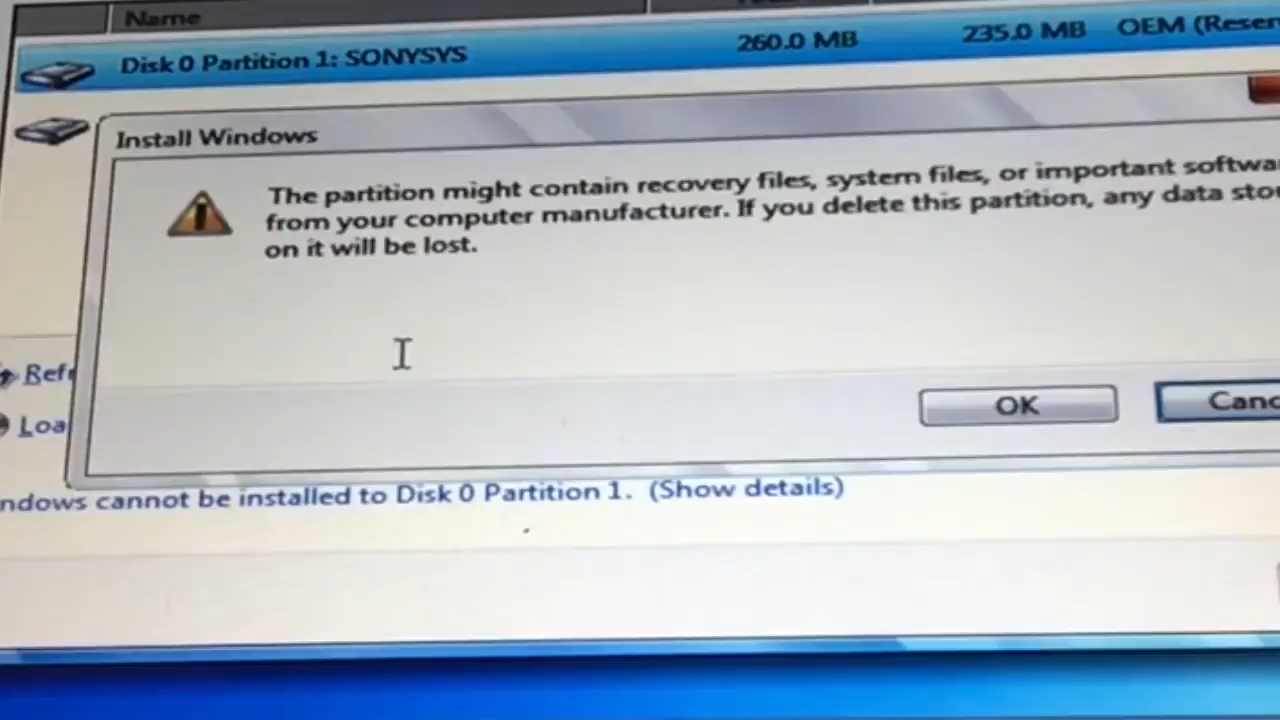 Name
Disk 0 Partition 1: SONYSYS 260.0 MB 235.0 MB OEM (Reser
Install Windows
The partition might contain recovery files, system files, or important softwa
from your computer manufacturer. If you delete this partition, any data sto
on it will be lost.
Refr
OK Canc
Loa
ndows cannot be installed to Disk 0 Partition 1. (Show details)